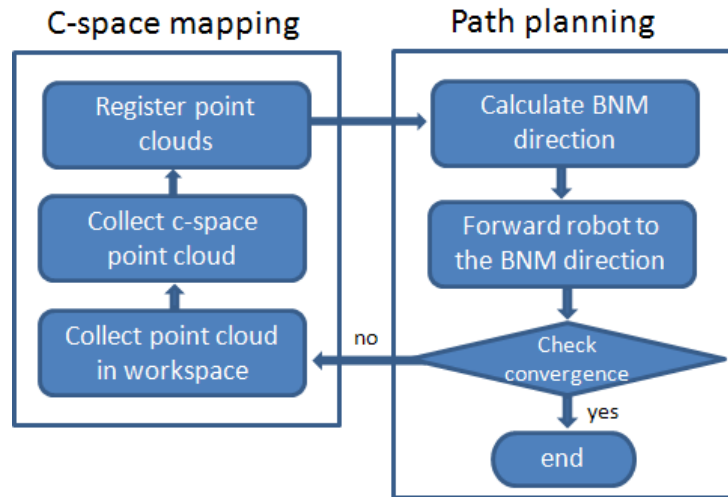 C-space mapping
Register point
clouds
Collect c-space
point cloud
Collect point cloud
in workspace
Path planning
Calculate BNM
direction
Forward robot to
the BNM direction
Check
convergence
no
yes
end